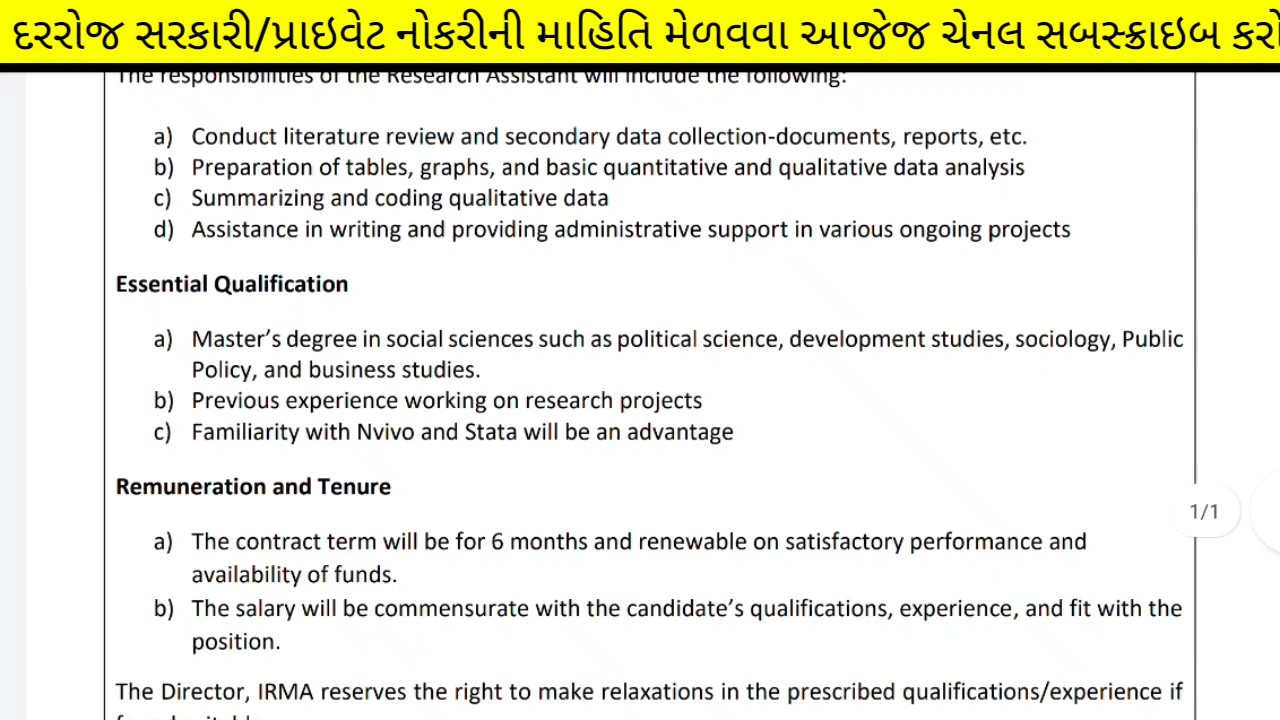 દરરોજ સરકારી/પ્રાઇવેટ નોકરીની માહિતિ મેળવવા આજેજ ચેનલ સબસ્ક્રાઇબ કરો
The responsibilities of the Research Assistant will include the following:
a) Conduct literature review and secondary data collection-documents, reports, etc.
b) Preparation of tables, graphs, and basic quantitative and qualitative data analysis
c) Summarizing and coding qualitative data
d) Assistance in writing and providing administrative support in various ongoing projects
Essential Qualification
a) Master’s degree in social sciences such as political science, development studies, sociology, Public
Policy, and business studies.
b) Previous experience working on research projects
c) Familiarity with Nvivo and Stata will be an advantage
Remuneration and Tenure
1/1
a) The contract term will be for 6 months and renewable on satisfactory performance and
availability of funds.
b) The salary will be commensurate with the candidate’s qualifications, experience, and fit with the
position.
The Director, IRMA reserves the right to make relaxations in the prescribed qualifications/experience if